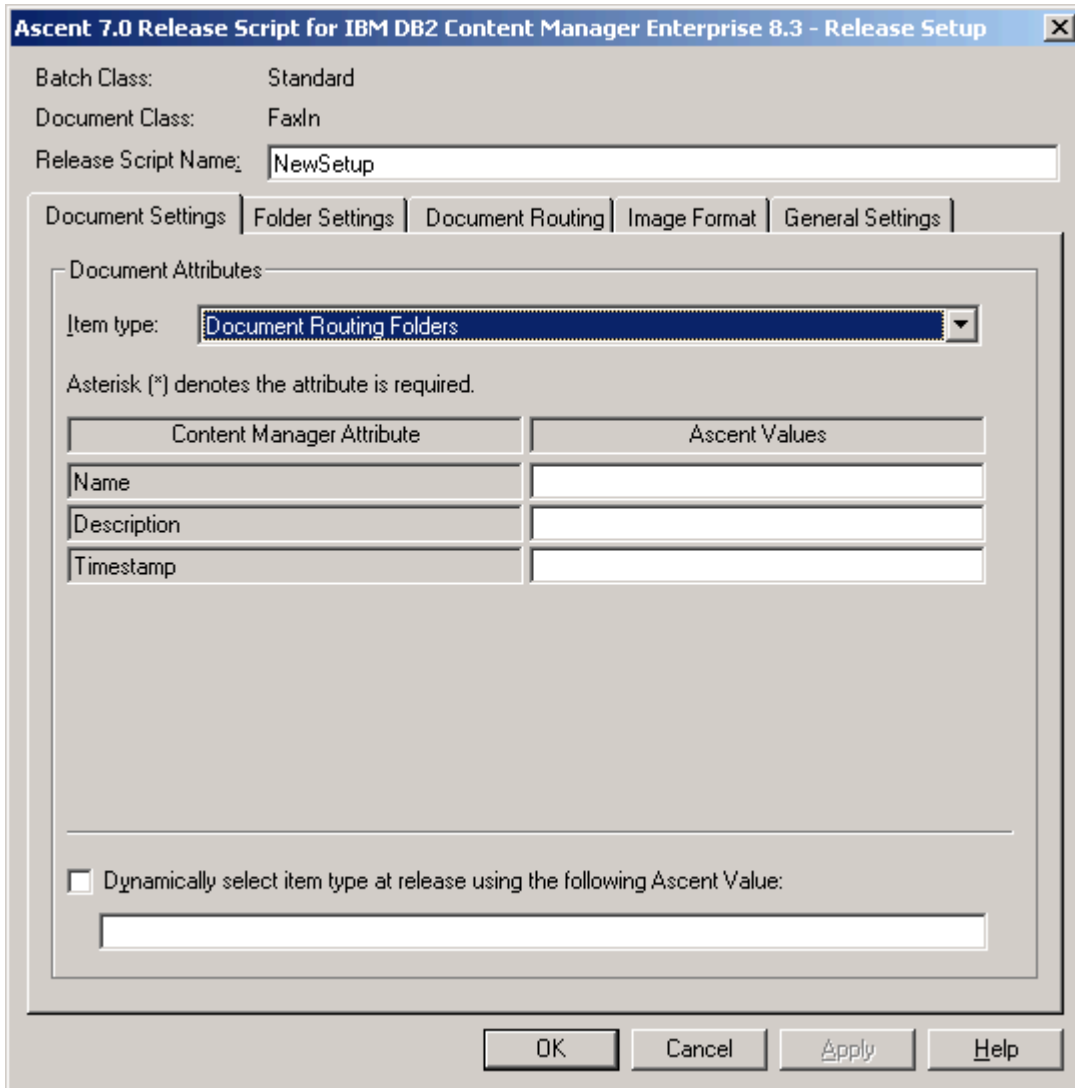 Ascent 7.0 Release Script for IBM DB2 Content Manager Enterprise 8.3 - Release Setup
Batch Class: Standard
Document Class: FaxIn
Release Script Name: NewSetup
Document Settings Folder Settings Document Routing Image Format General Settings
Document Attributes
Item type: Document Routing Folders
Asterisk (*) denotes the attribute is required.
Content Manager Attribute Ascent Values
Name
Description
Timestamp
Dynamically select item type at release using the following Ascent Value:
OK Cancel Apply Help